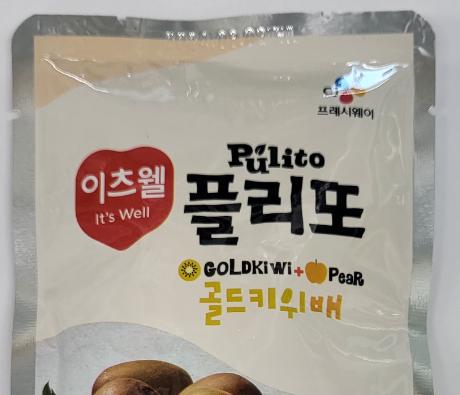 CJ
프레시웨이
Pulito
이츠웰
It's Well
플리또
GOLDKiWi+PeaR
골드키위배